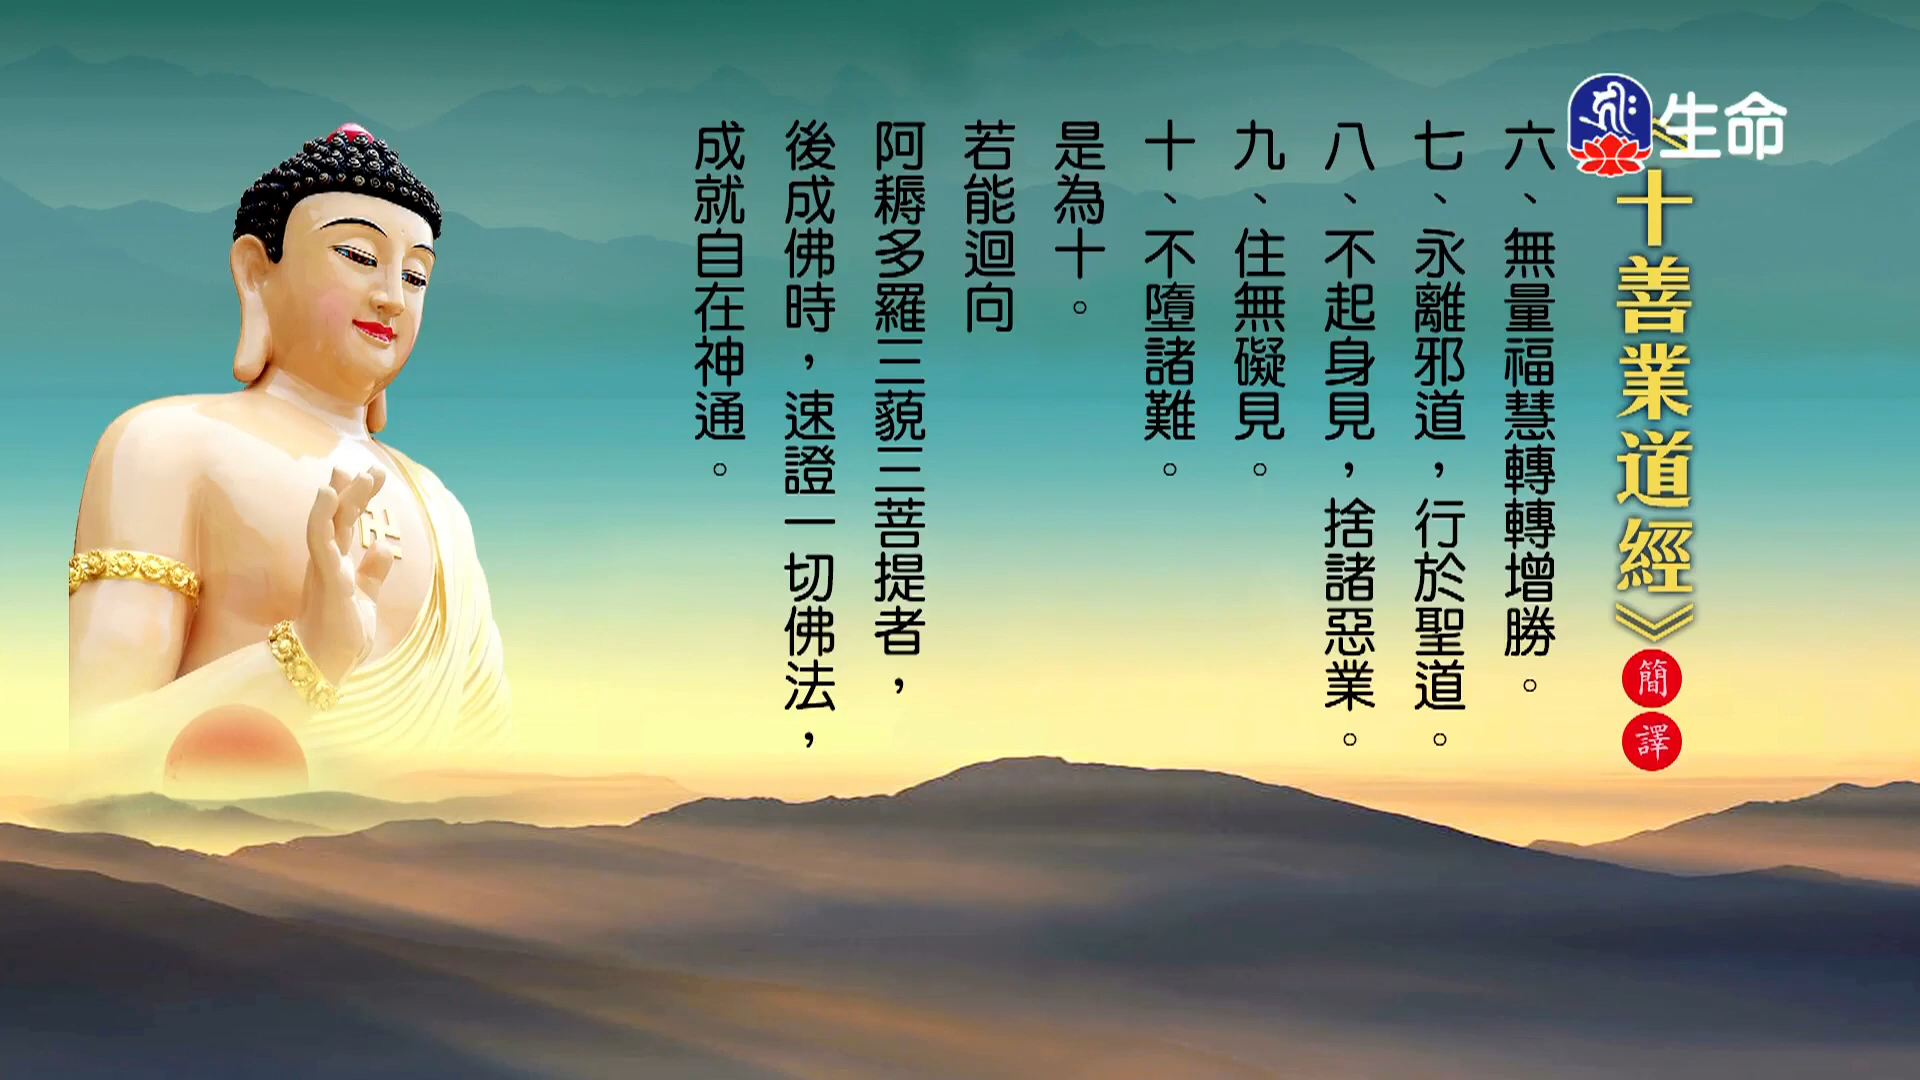 生命
《十善業道經》
簡譯
六、無量福慧轉轉增勝。
七、永離邪道，行於聖道。
八、不起身見，捨諸惡業。
九、住無礙見。
十、不墮諸難。
是為十。
若能迴向
阿耨多羅三藐三菩提者，
後成佛時，速證一切佛法，
成就自在神通。